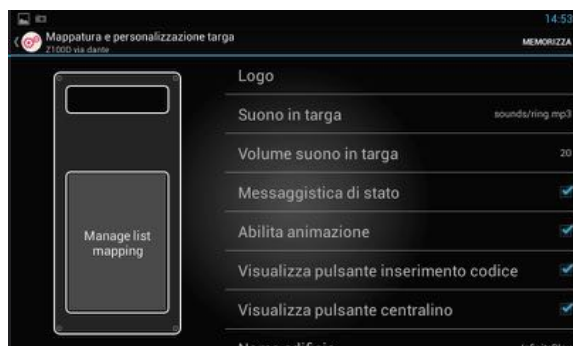 14:53
Mappatura e personalizzazione targa
Z100D via dante
MEMORIZZA
Logo
Suono in targa sounds/ring.mp3
Volume suono in targa 20
Messaggistica di stato
Abilita animazione
Manage list
mapping
Visualizza pulsante inserimento codice
Visualizza pulsante centralino